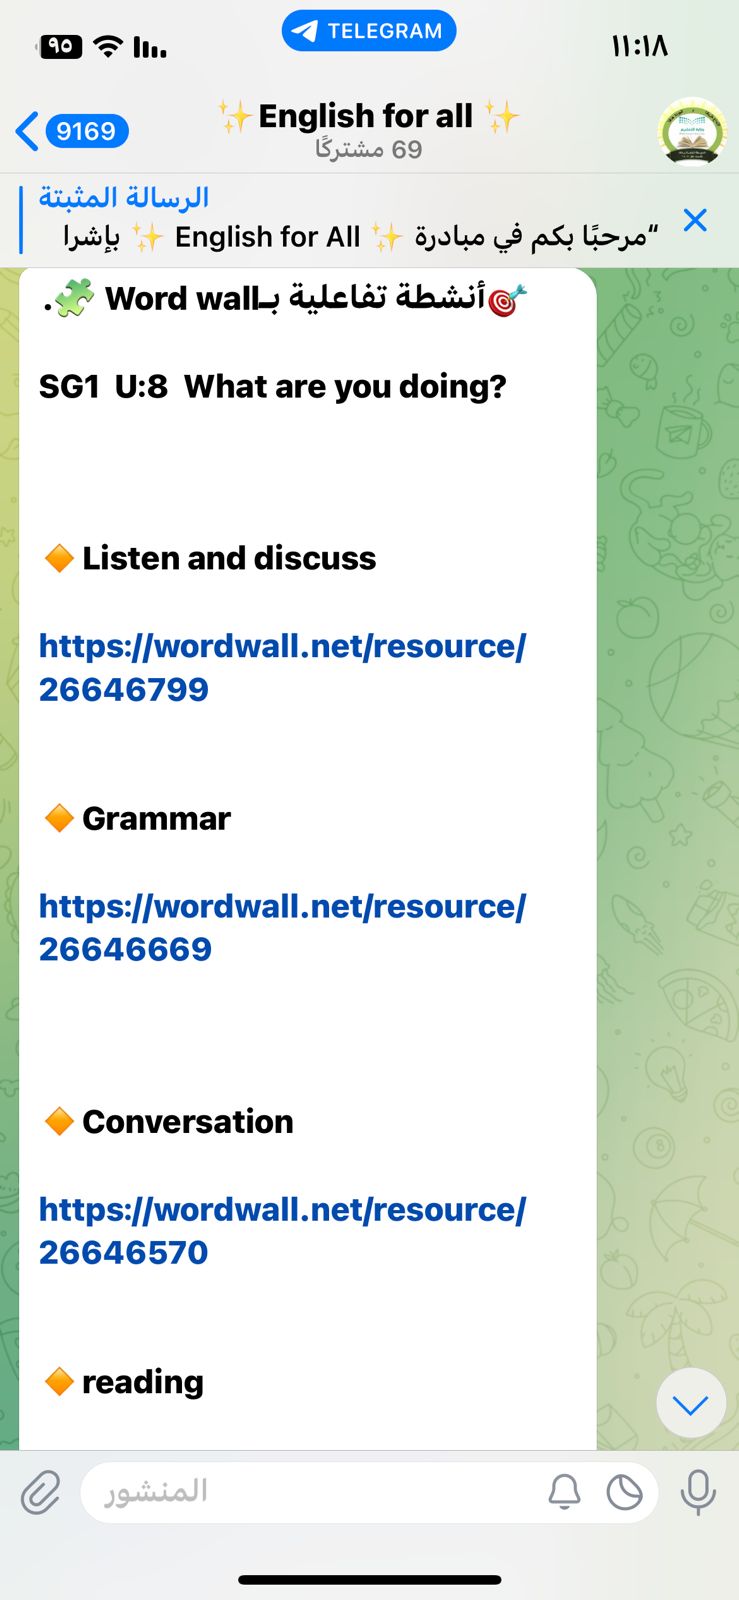 ٩٥
TELEGRAM
١١:١٨
9169
✨ English for all ✨
69 مشتركًا
الرسالة المثبتة
“مرحبًا بكم في مبادرة ✨ English for All ✨ بإشرا
🎯أنشطة تفاعلية بـWord wall 🧩.
SG1 U:8 What are you doing?
🔶 Listen and discuss
https://wordwall.net/resource/
26646799
🔶 Grammar
https://wordwall.net/resource/
26646669
🔶 Conversation
https://wordwall.net/resource/
26646570
🔶 reading
المنشور